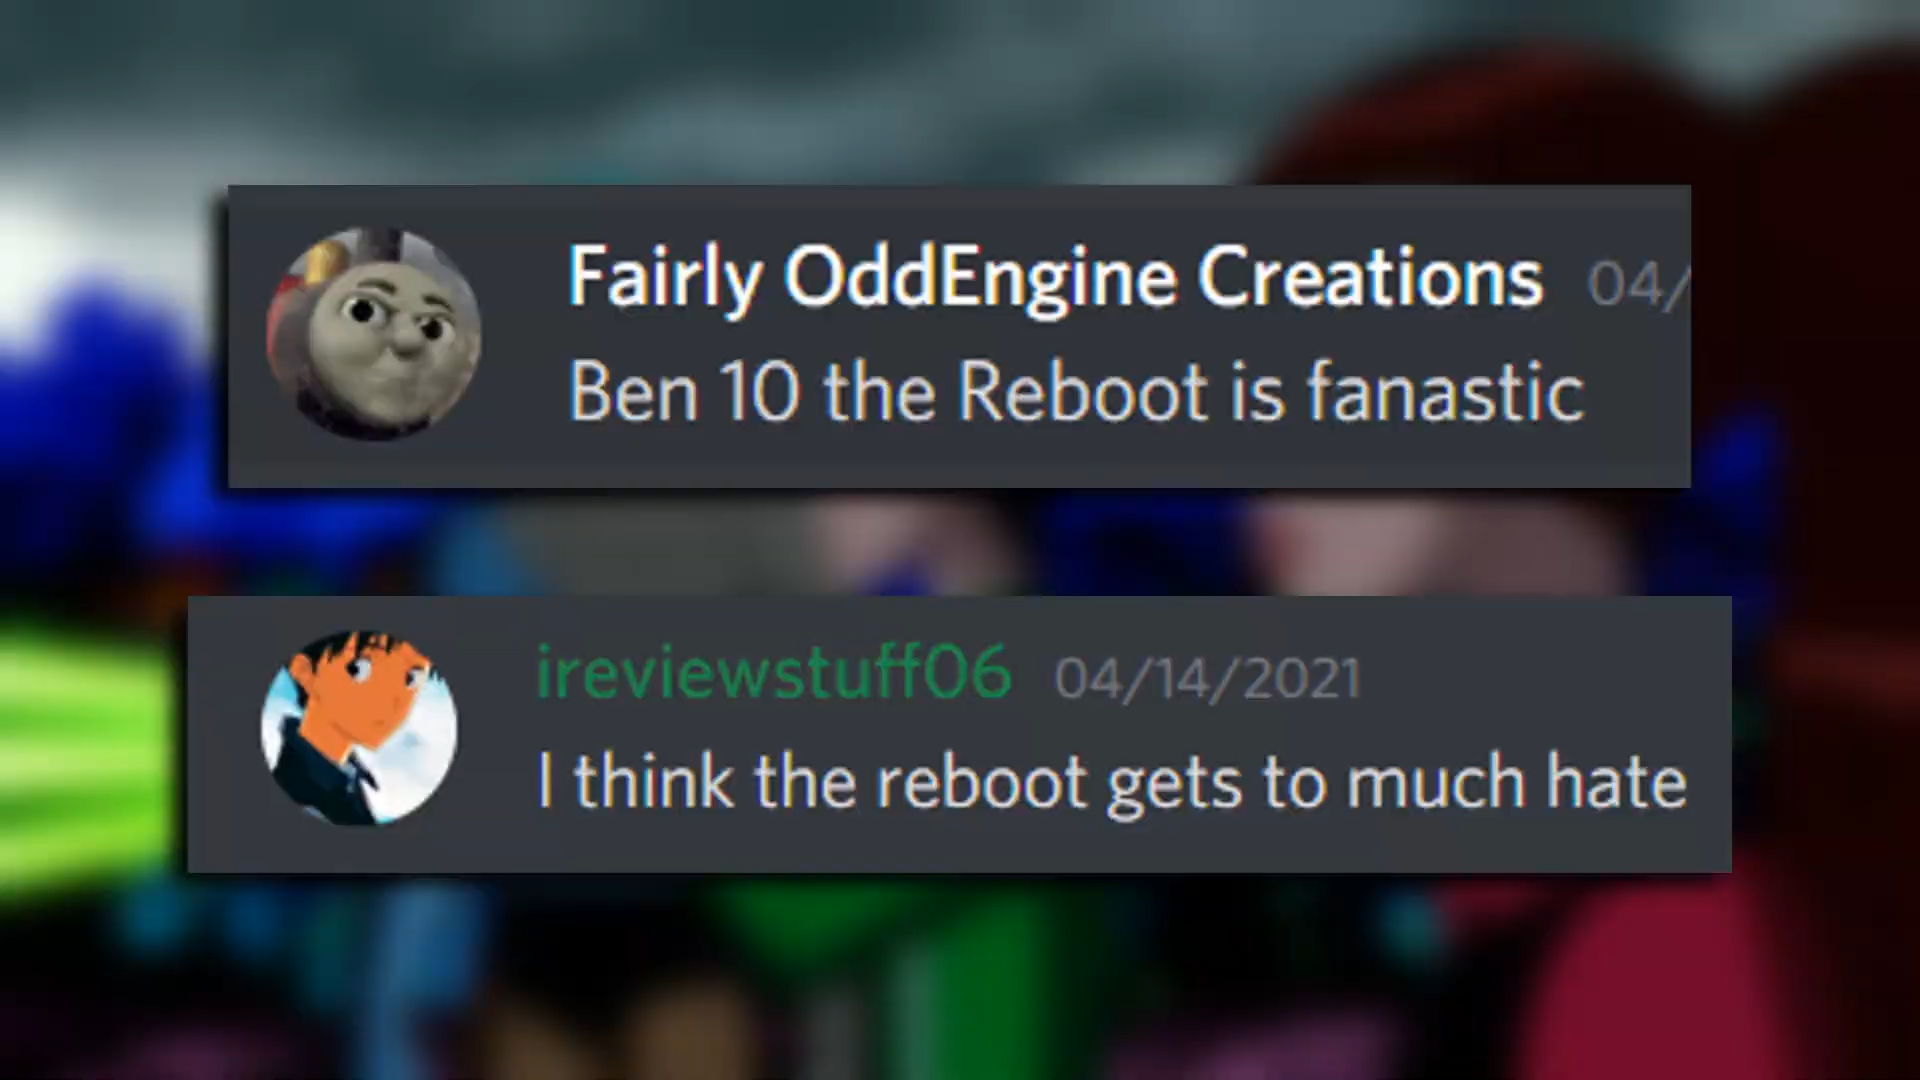 Fairly OddEngine Creations 04/
Ben 10 the Reboot is fanastic
ireviewstuff06 04/14/2021
I think the reboot gets to much hate